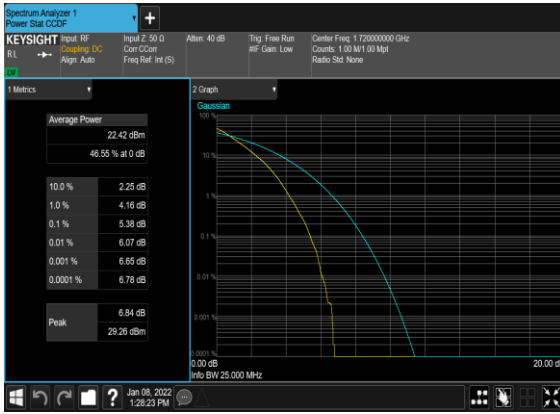 Spectrum Analyzer 1
Power Stat CCDF
+
KEYSIGHT
RL
LV
Input: RF
Coupling: DC
Align: Auto
Input Z: 50 Ω
Corr CCorr
Freq Ref: Int (S)
Atten: 40 dB
Trig: Free Run
#IF Gain: Low
Center Freq: 1.720000000 GHz
Counts: 1.00 M/1.00 Mpt
Radio Std: None
1 Metrics
Average Power
22.42 dBm
46.55 % at 0 dB
10.0 % 2.25 dB
1.0 % 4.16 dB
0.1 % 5.38 dB
0.01 % 6.07 dB
0.001 % 6.65 dB
0.0001 % 6.78 dB
Peak
6.84 dB
29.26 dBm
2 Graph
Gaussian
100 %
10 %
1 %
0.1 %
0.01 %
0.001 %
0.0001 %
0.00 dB
20.00 d
Info BW 25.000 MHz
?
Jan 08, 2022
1:28:23 PM